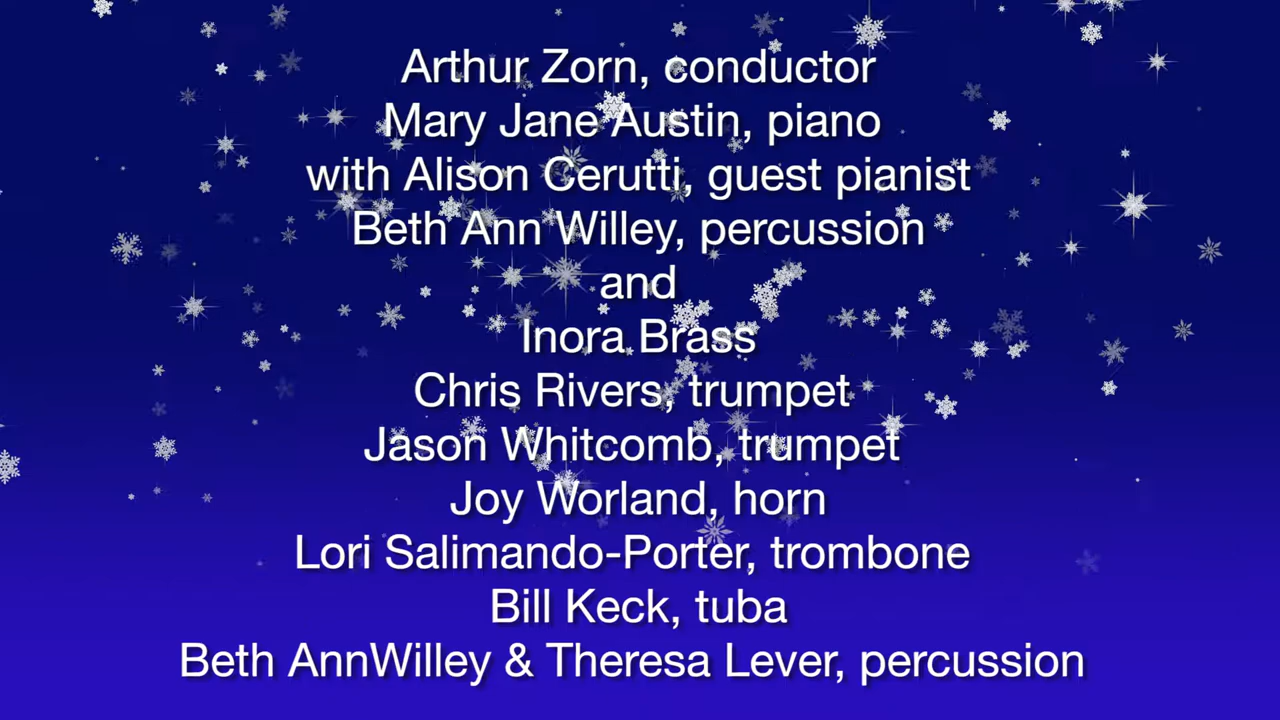 Arthur Zorn, conductor
Mary Jane Austin, piano
with Alison Cerutti, guest pianist
Beth Ann Willey, percussion
and
Inora Brass
Chris Rivers, trumpet
Jason Whitcomb, trumpet
Joy Worland, horn
Lori Salimando-Porter, trombone
Bill Keck, tuba
Beth AnnWilley & Theresa Lever, percussion